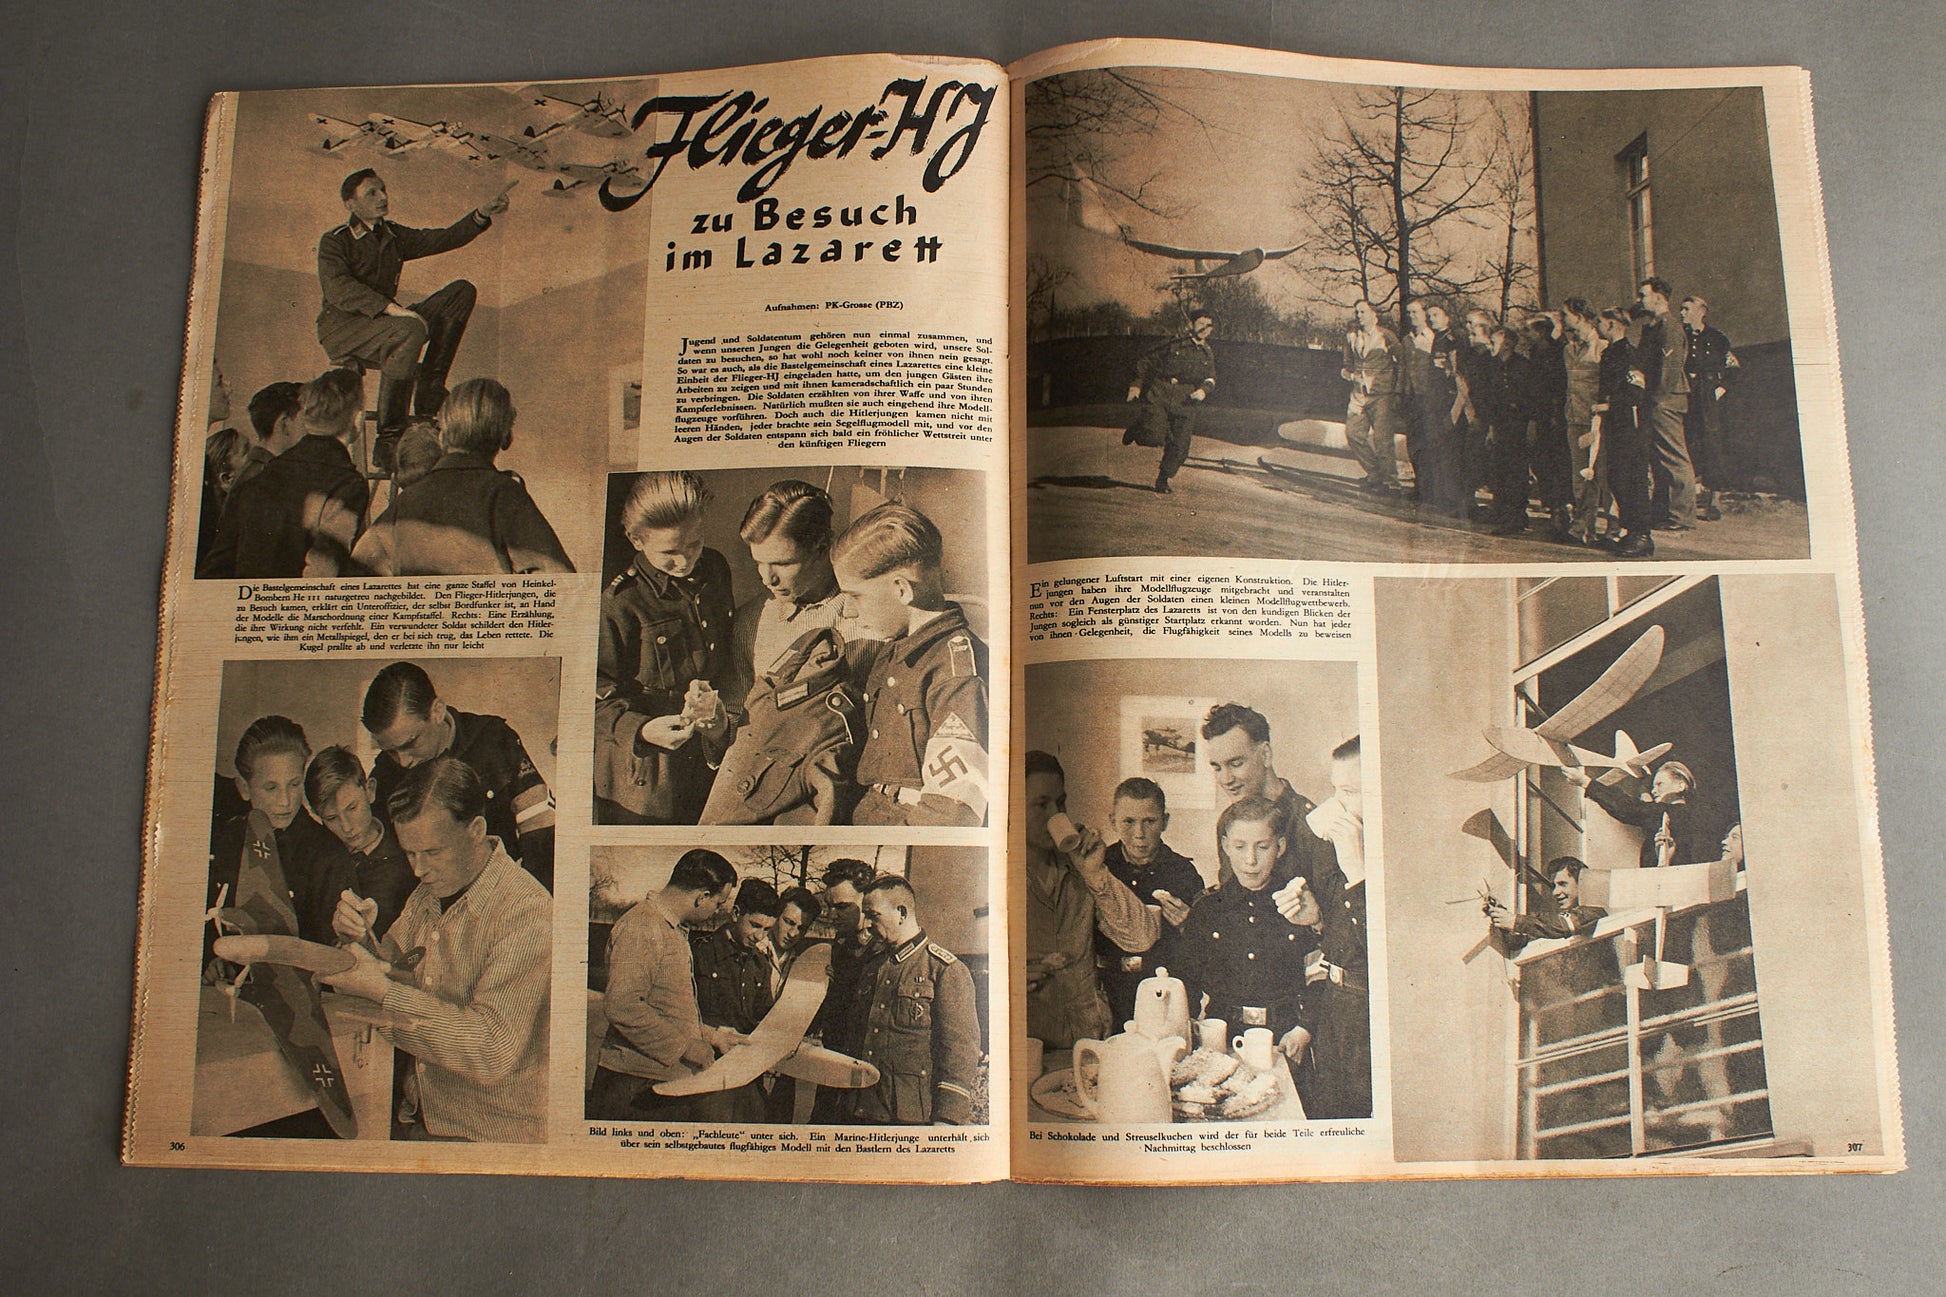 Flieger-HJ
zu Besuch
im Lazarett
Aufnahmen: PK-Grosse (PBZ)
Jugend und Soldatentum gehören nun einmal zusammen, und
wenn unseren Jungen die Gelegenheit geboten wird, unsere Sol-
daten zu besuchen, so hat wohl noch keiner von ihnen nein gesagt.
So war es auch, als die Bastelgemeinschaft eines Lazarettes eine kleine
Einheit der Flieger-HJ eingeladen hatte, um den jungen Gästen ihre
Arbeiten zu zeigen und mit ihnen kameradschaftlich ein paar Stunden
zu verbringen. Die Soldaten erzählten von ihrer Waffe und von ihren
Kampferlebnissen. Natürlich mußten sie auch eingehend ihre Modell-
flugzeuge vorführen. Doch auch die Hitlerjungen kamen nicht mit
leeren Händen, jeder brachte sein Segelflugmodell mit, und vor den
Augen der Soldaten entspann sich bald ein fröhlicher Wettstreit unter
den künftigen Fliegern
Die Bastelgemeinschaft eines Lazarettes hat eine ganze Staffel von Heinkel-
Bombern He 111 naturgetreu nachgebildet. Den Flieger-Hitlerjungen, die
zu Besuch kamen, erklärt ein Unteroffizier, der selbst Bordfunker ist, an Hand
der Modelle die Marschordnung einer Kampfstaffel. Rechts: Eine Erzählung,
die ihre Wirkung nicht verfehlt. Ein verwundeter Soldat schildert den Hitler-
jungen, wie ihm ein Metallspiegel, den er bei sich trug, das Leben rettete. Die
Kugel prallte ab und verletzte ihn nur leicht
Bild links und oben: „Fachleute“ unter sich. Ein Marine-Hitlerjunge unterhält sich
über sein selbstgebautes flugfähiges Modell mit den Bastlern des Lazaretts
306
Ein gelungener Luftstart mit einer eigenen Konstruktion. Die Hitler-
jungen haben ihre Modellflugzeuge mitgebracht und veranstalten
nun vor den Augen der Soldaten einen kleinen Modellflugwettbewerb.
Rechts: Ein Fensterplatz des Lazaretts ist von den kundigen Blicken der
Jungen sogleich als günstiger Startplatz erkannt worden. Nun hat jeder
von ihnen Gelegenheit, die Flugfähigkeit seines Modells zu beweisen
Bei Schokolade und Streuselkuchen wird der für beide Teile erfreuliche
Nachmittag beschlossen
307